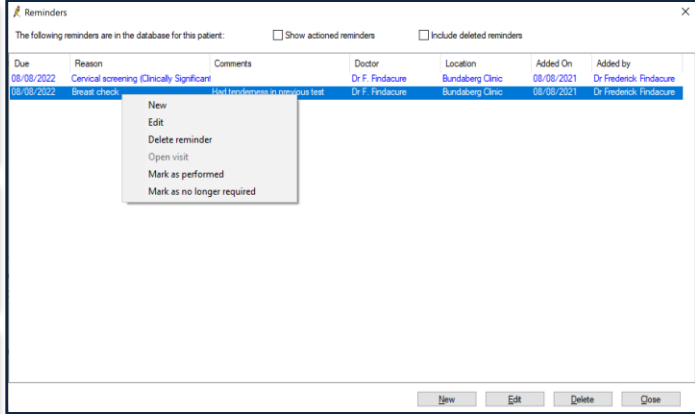 Reminders
The following reminders are in the database for this patient: Show actioned reminders Include deleted reminders
Due Reason Comments Doctor Location Added On Added by
08/08/2022 Cervical screening (Clinically Significant Dr F. Findacure Bundaberg Clinic 08/08/2021 Dr Frederick Findacure
08/08/2022 Breast check Had tenderness in previous test Dr F. Findacure Bundaberg Clinic 08/08/2021 Dr Frederick Findacure
New
Edit
Delete reminder
Open visit
Mark as performed
Mark as no longer required
New Edit Delete Close